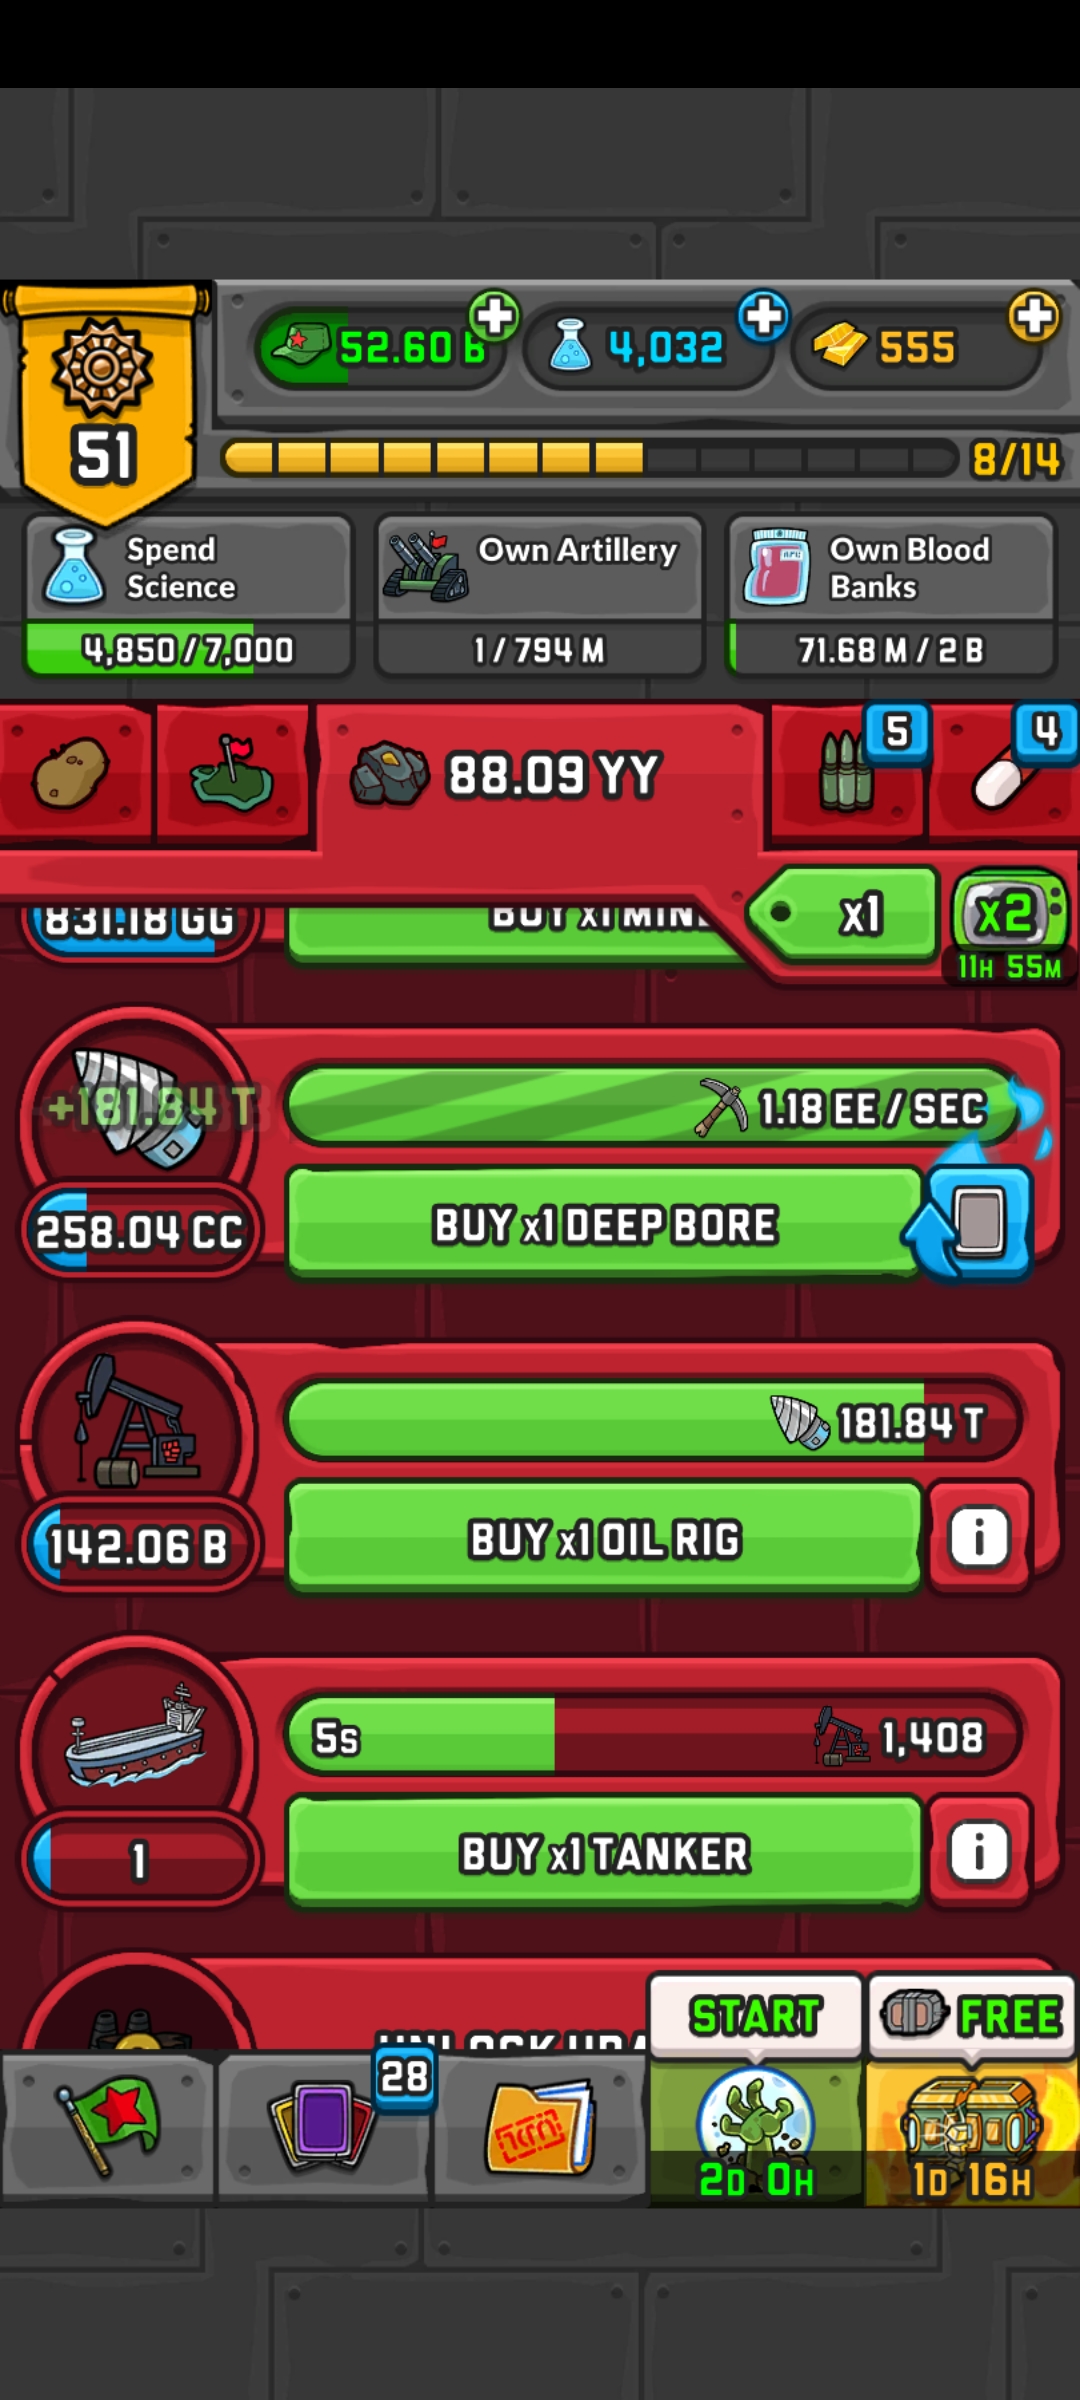 52.60 B
4,032
555
51
8/14
Spend
Science
Own Artillery
Own Blood
Banks
4,850/7,000
1/794 M
71.68 M/2 B
88.09 YY
5
4
831.18 GG
BUY x1 MINE
x1
x2
11H 55M
+181.84 T
1.18 EE/SEC
258.04 CC
BUY x1 DEEP BORE
181.84 T
142.06 B
BUY x1 OIL RIG
i
5s
1,408
1
BUY x1 TANKER
i
START
FREE
28
2D 0H
1D 16H